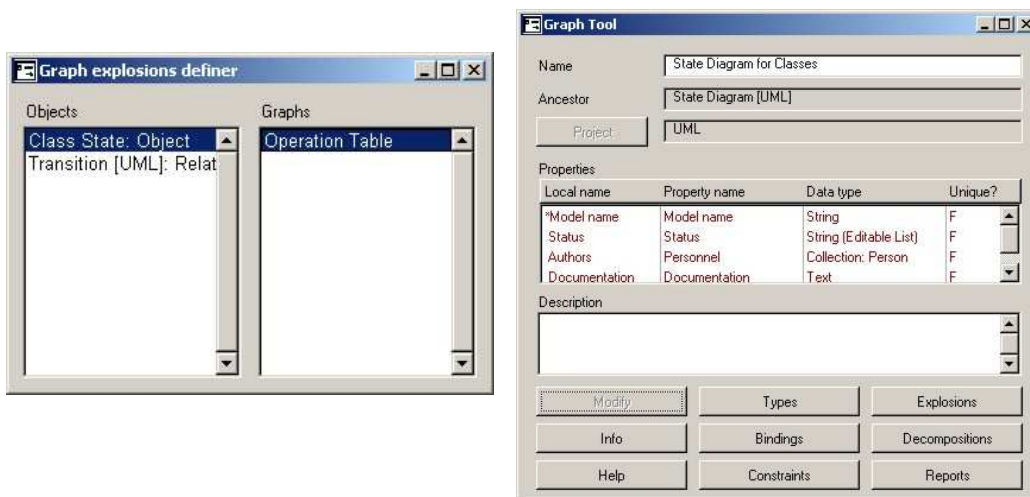 Graph explosions definer
Objects
Graphs
Class State: Object
Transition [UML]: Relat
Operation Table
Graph Tool
Name
State Diagram for Classes
Ancestor
State Diagram [UML]
Project
UML
Properties
Local name Property name Data type Unique?
*Model name Model name String F
Status Status String (Editable List) F
Authors Personnel Collection: Person F
Documentation Documentation Text F
Description
Modify Types Explosions
Info Bindings Decompositions
Help Constraints Reports